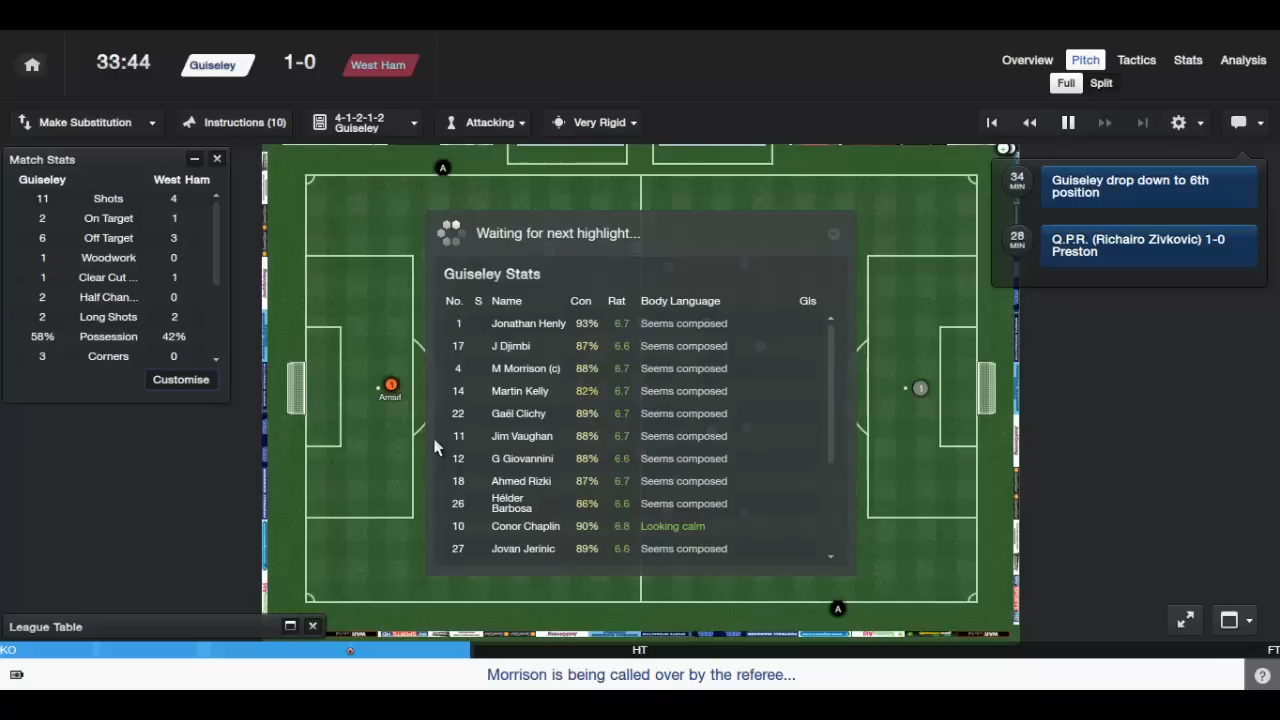 33:44
Guiseley
1-0
West Ham
Overview
Pitch
Tactics
Stats
Analysis
Full
Split
Make Substitution
Instructions (10)
4-1-2-1-2
Guiseley
Attacking
Very Rigid
Match Stats
Guiseley West Ham
11 Shots 4
2 On Target 1
6 Off Target 3
1 Woodwork 0
1 Clear Cut ... 1
2 Half Chan... 0
2 Long Shots 2
58% Possession 42%
3 Corners 0
Customise
34
MIN
Guiseley drop down to 6th
position
28
MIN
Q.P.R. (Richairo Zivkovic) 1-0
Preston
A
Waiting for next highlight...
Guiseley Stats
No. S Name Con Rat Body Language Gls
1 Jonathan Henly 93% 6.7 Seems composed
17 J Djimbi 87% 6.6 Seems composed
4 M Morrison (c) 88% 6.7 Seems composed
14 Martin Kelly 82% 6.7 Seems composed
22 Gaël Clichy 89% 6.7 Seems composed
11 Jim Vaughan 88% 6.7 Seems composed
12 G Giovannini 88% 6.6 Seems composed
18 Ahmed Rizki 87% 6.7 Seems composed
26 Hélder
Barbosa 86% 6.6 Seems composed
10 Conor Chaplin 90% 6.8 Looking calm
27 Jovan Jerinic 89% 6.6 Seems composed
1
1
A
League Table
KO
HT
FT
Morrison is being called over by the referee...
?